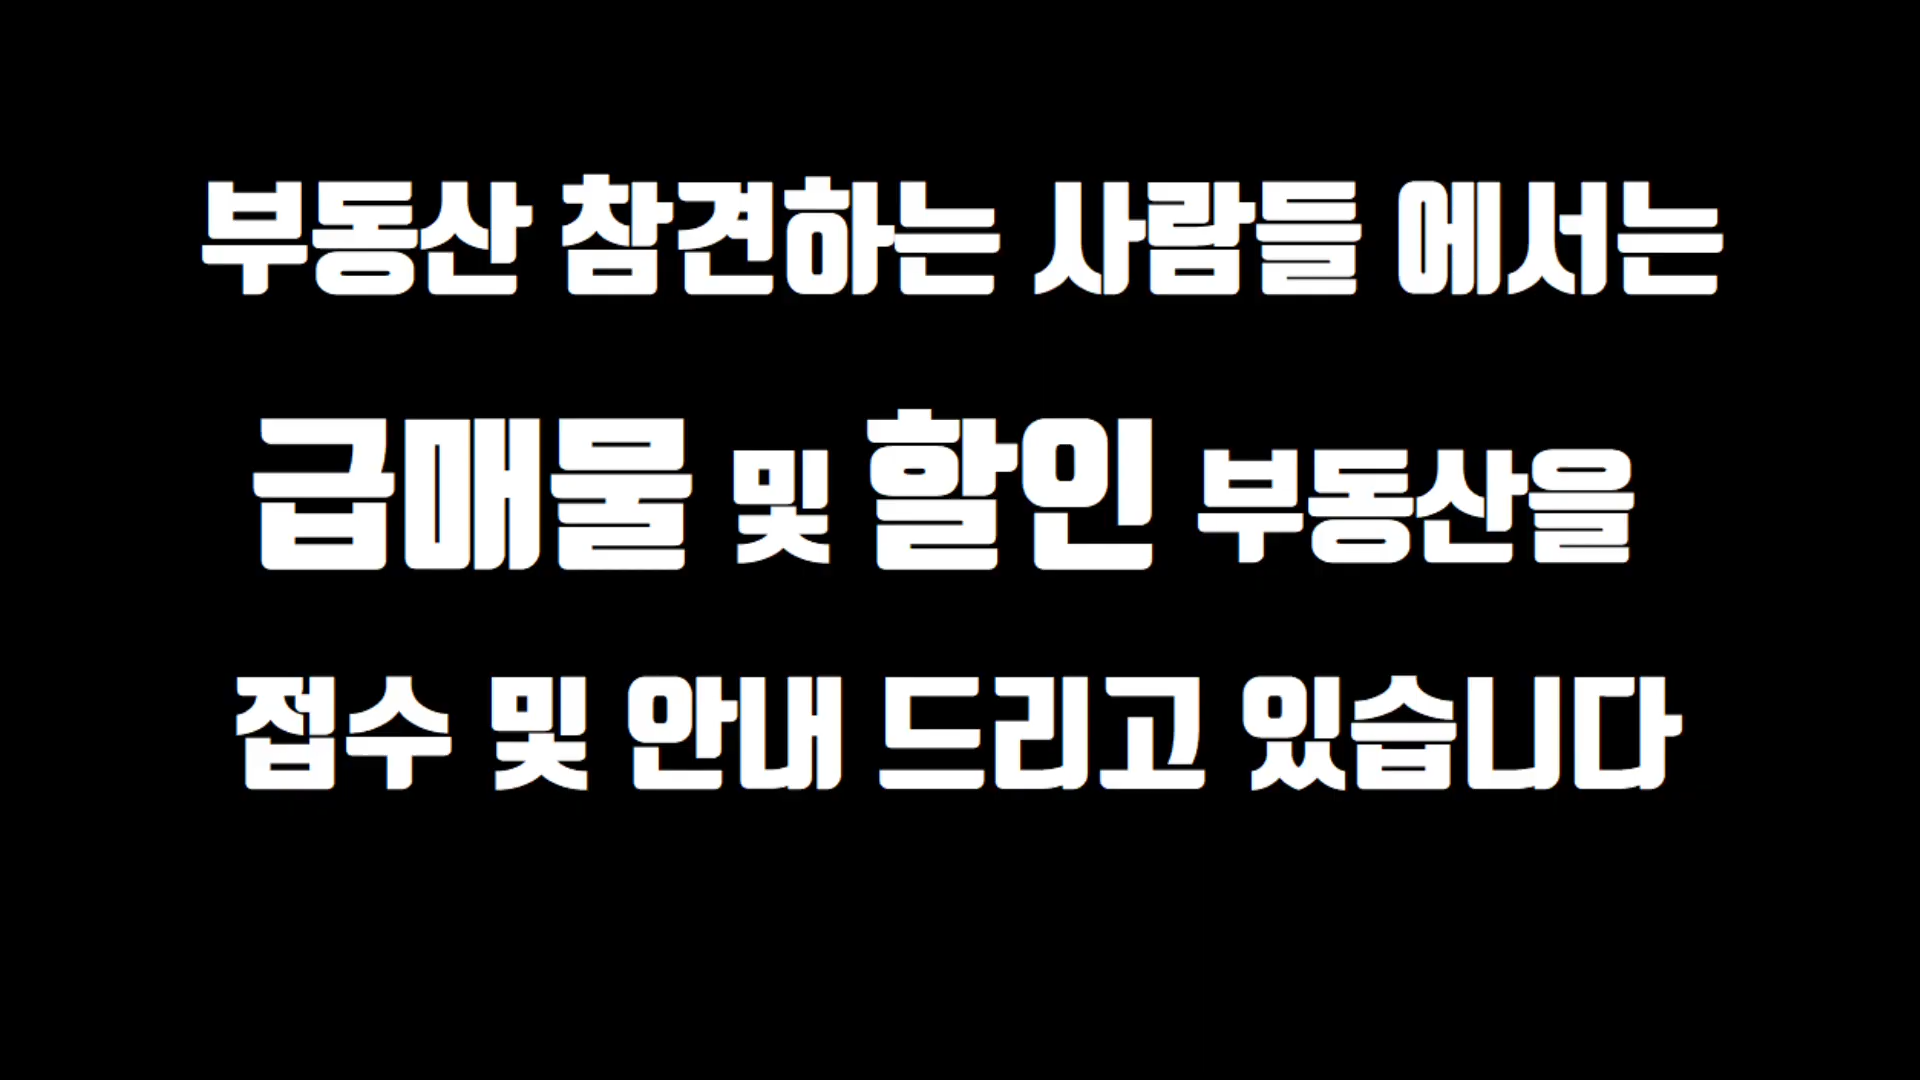 부동산 참견하는 사람들 에서는
급매물 및 할인 부동산을
접수 및 안내 드리고 있습니다